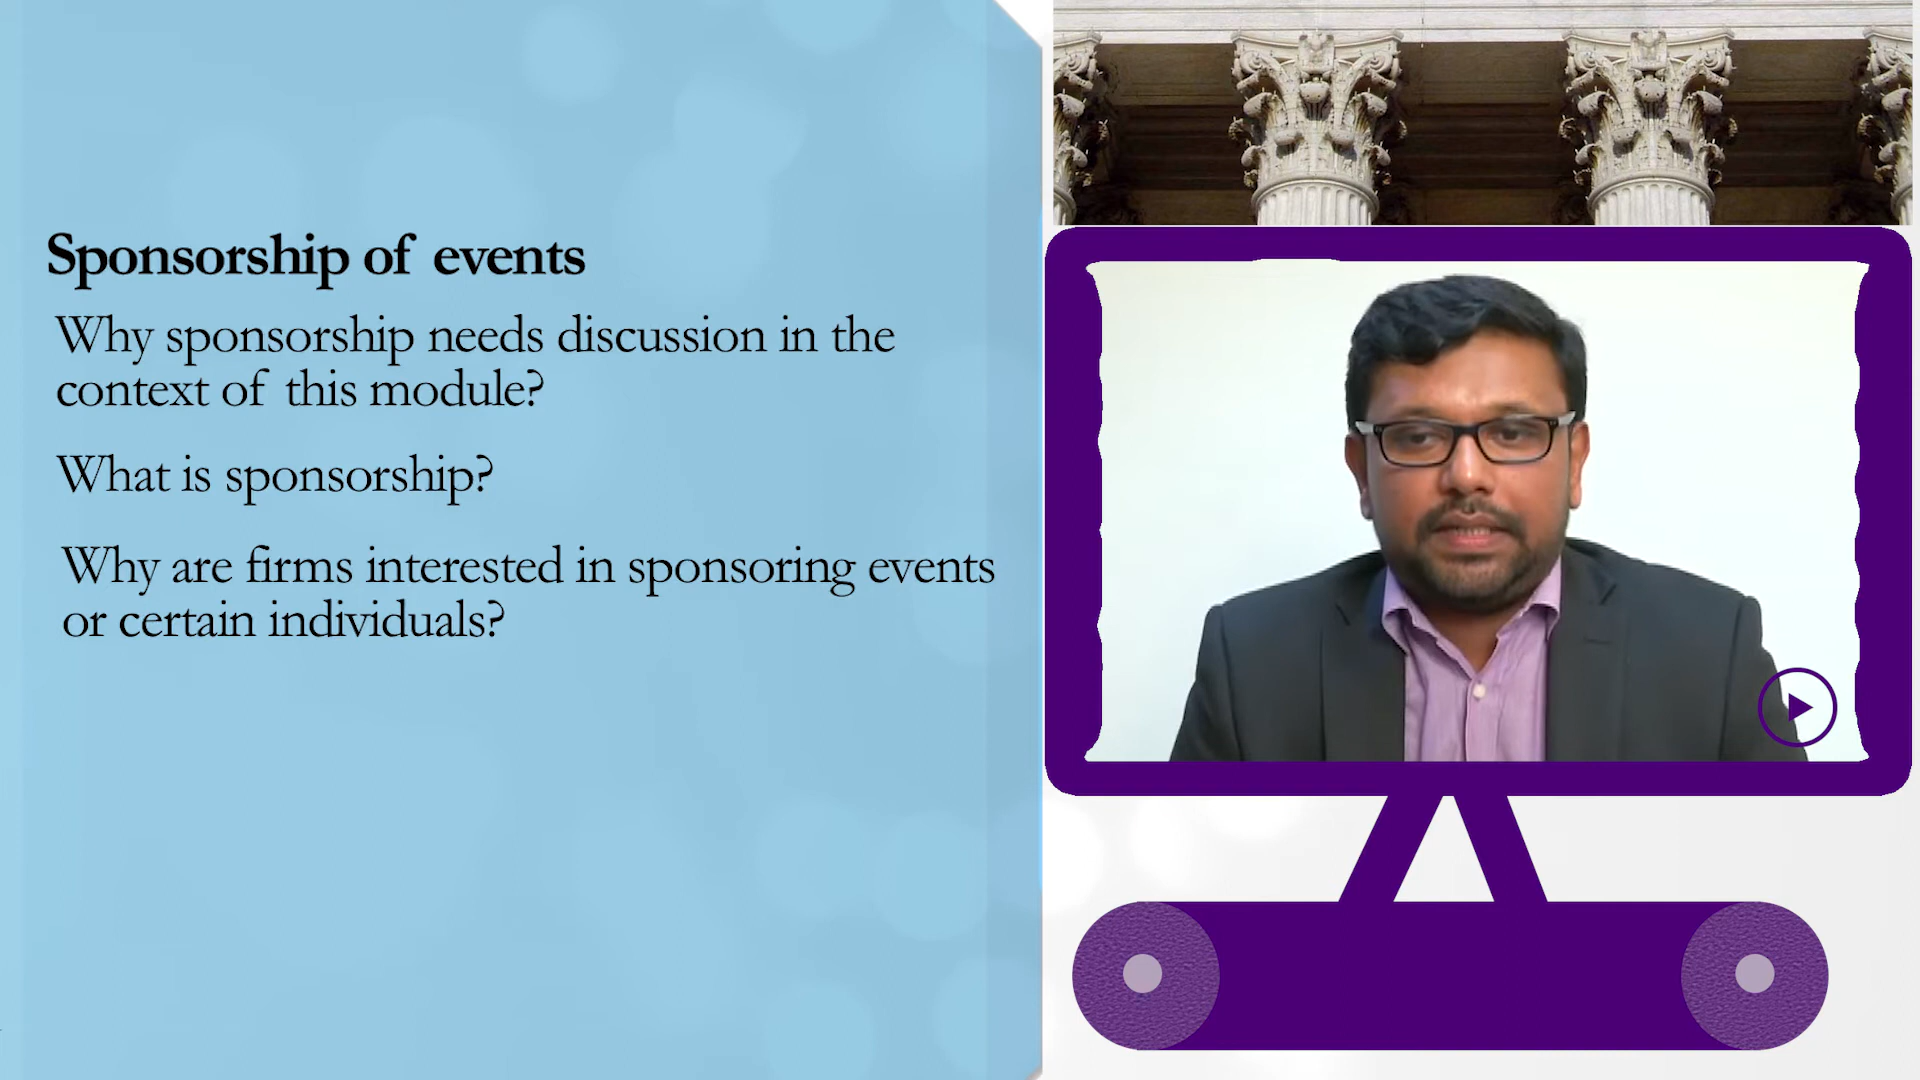 Sponsorship of events
Why sponsorship needs discussion in the
context of this module?
What is sponsorship?
Why are firms interested in sponsoring events
or certain individuals?